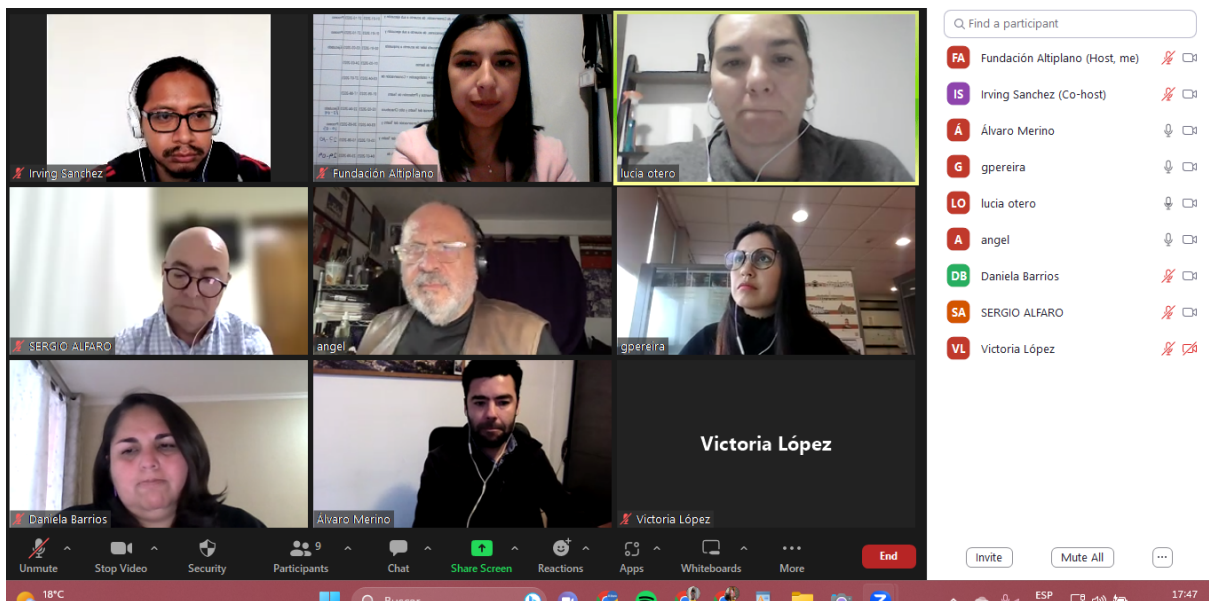 Irving Sanchez
Fundación Altiplano
lucia otero
SERGIO ALFARO
angel
gpereira
Daniela Barrios
Álvaro Merino
Victoria López
Victoria López
Unmute
Stop Video
Security
Participants
9
Chat
Share Screen
Reactions
Apps
Whiteboards
More
End
Find a participant
FA Fundación Altiplano (Host, me)
IS Irving Sanchez (Co-host)
Á Álvaro Merino
G gpereira
LO lucia otero
A angel
DB Daniela Barrios
SA SERGIO ALFARO
VL Victoria López
Invite
Mute All
18°C
Buscar
ESP
17:47